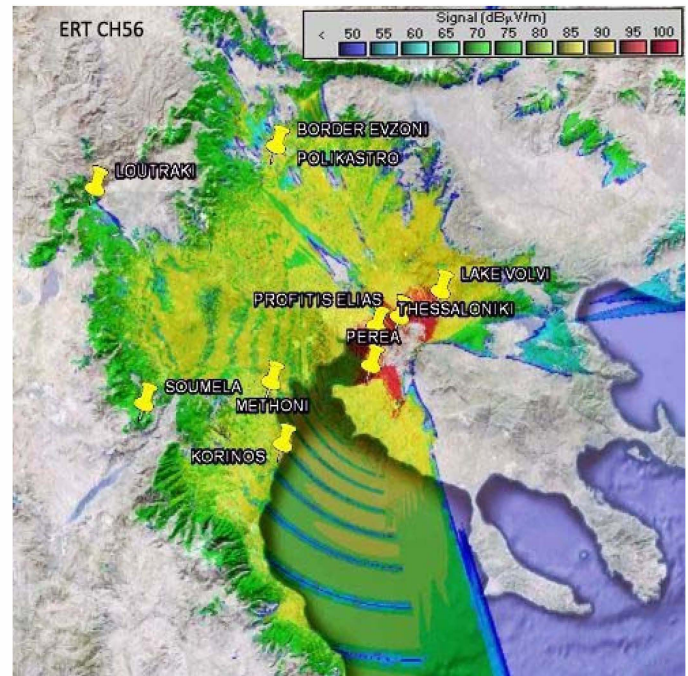 ERT CH56
Signal (dBµV/m)
< 50 55 60 65 70 75 80 85 90 95 100
BORDER EVZONI
POLIKASTRO
LOUTRAKI
LAKE VOLVI
PROFITIS ELIAS
THESSALONIKI
PEREA
SOUMELA
METHONI
KORINOS